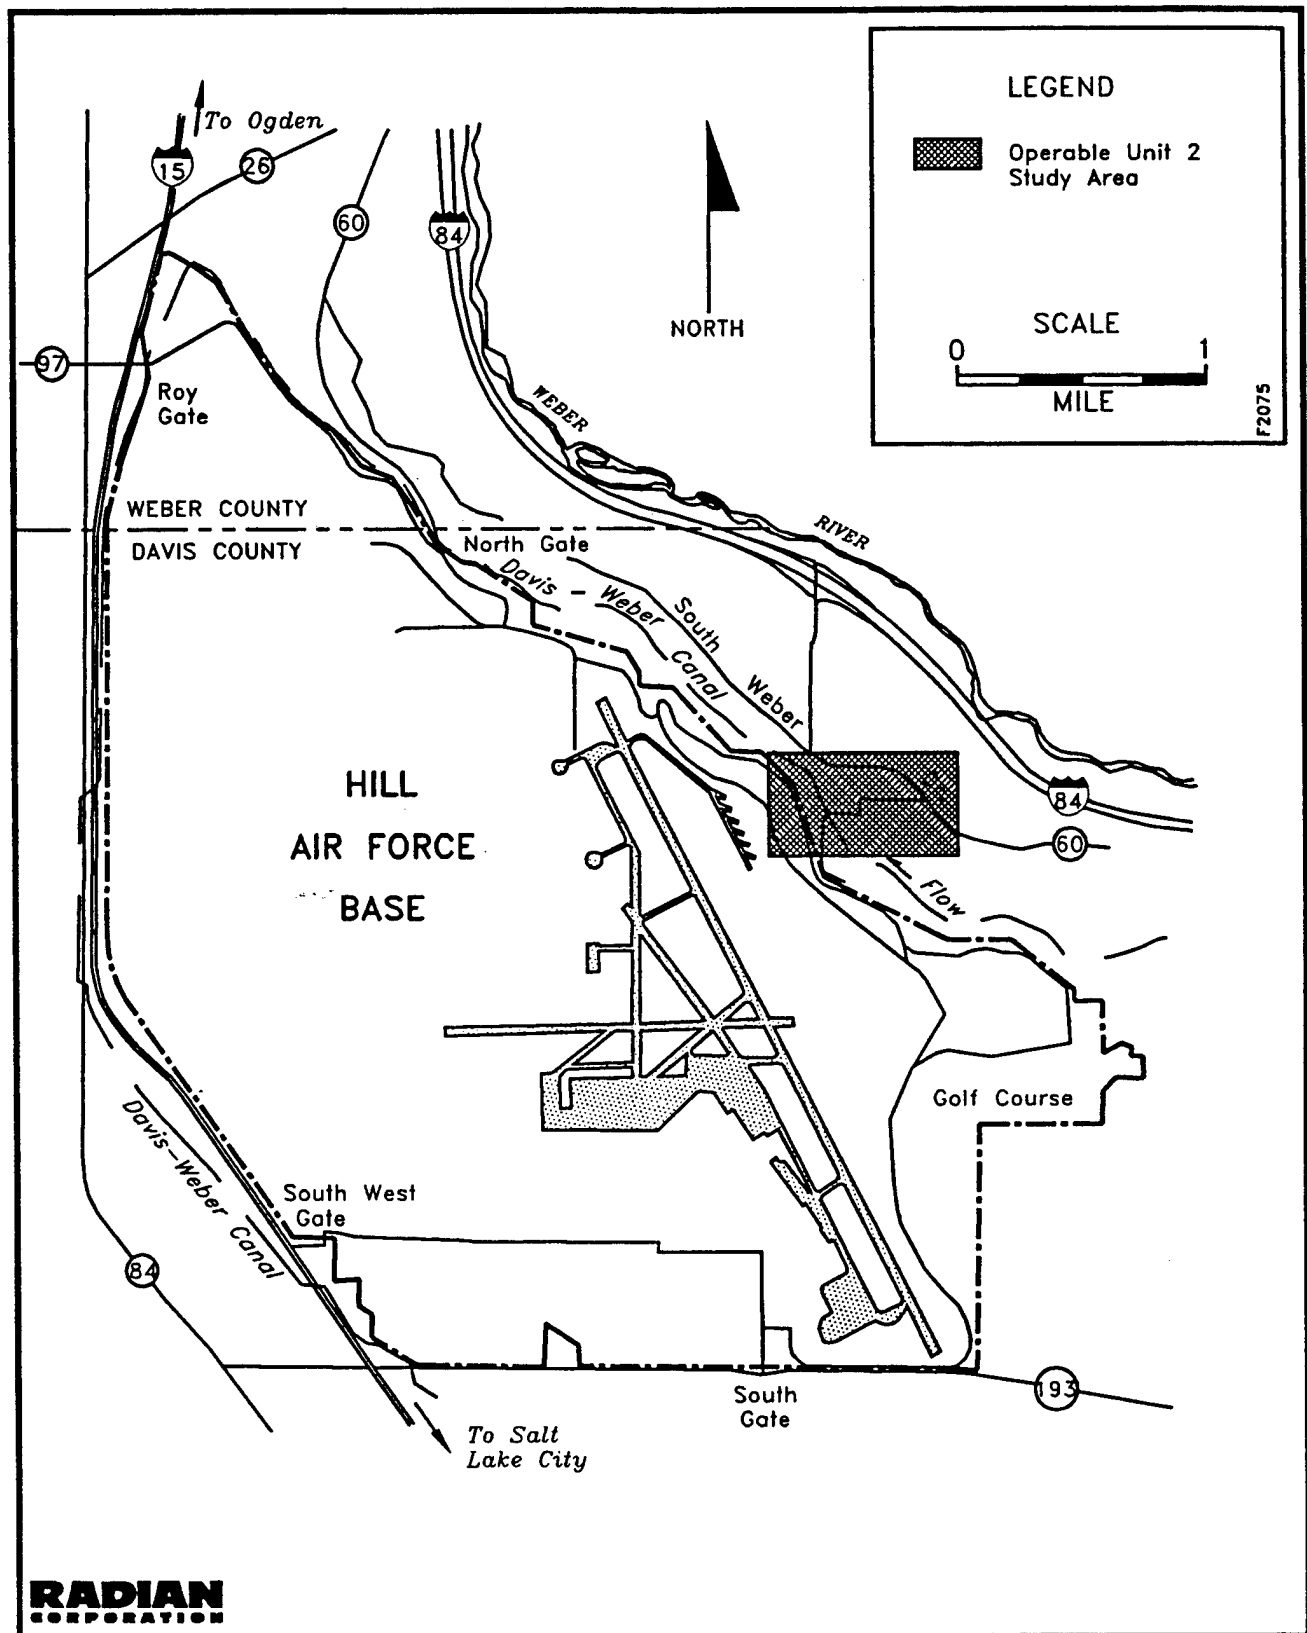 LEGEND
Operable Unit 2
Study Area
SCALE
0 1
MILE
F2075
To Ogden
15
26
60
84
NORTH
97
Roy
Gate
WEBER
RIVER
WEBER COUNTY
DAVIS COUNTY
North Gate
Davis - Weber Canal
South Weber
HILL
AIR FORCE
BASE
84
60
Flow
Golf Course
Davis-Weber Canal
South West
Gate
84
South
Gate
193
To Salt
Lake City
RADIAN
CORPORATION